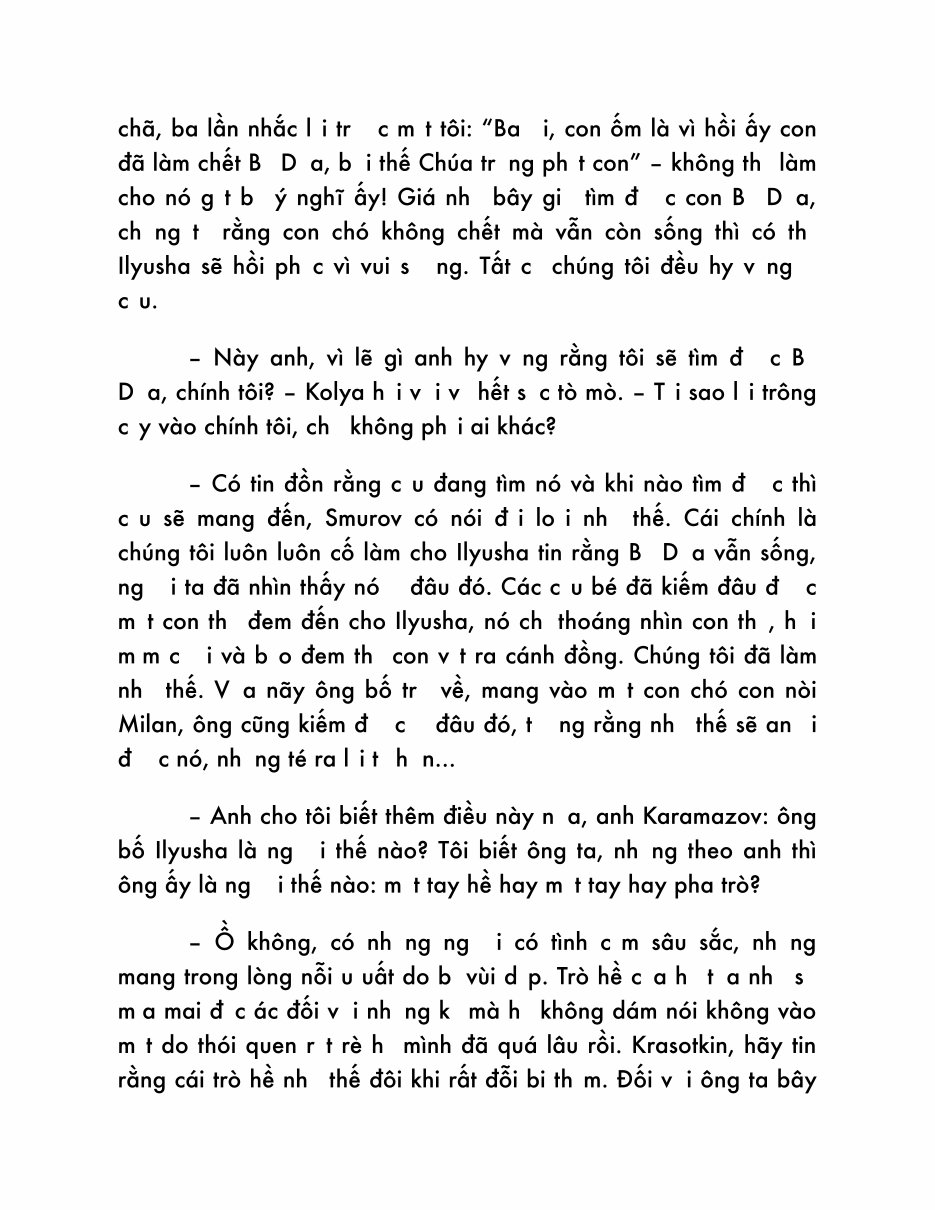 chã, ba lần nhắc l i tr  c m t tôi: “Ba  i, con ốm là vì hồi ấy con
đã làm chết B  D a, b i thế Chúa tr ng ph t con” – không th  làm
cho nó g t b  ý nghĩ ấy! Giá nh  bây gi  tìm đ  c con B  D a,
ch ng t  rằng con chó không chết mà vẫn còn sống thì có th
Ilyusha sẽ hồi ph c vì vui s  ng. Tất c  chúng tôi đều hy v ng
c u.
– Này anh, vì lẽ gì anh hy v ng rằng tôi sẽ tìm đ  c B
D a, chính tôi? – Kolya h i v i v  hết s c tò mò. – T i sao l i trông
c y vào chính tôi, ch  không ph i ai khác?
– Có tin đồn rằng c u đang tìm nó và khi nào tìm đ  c thì
c u sẽ mang đến, Smurov có nói đ i lo i nh  thế. Cái chính là
chúng tôi luôn luôn cố làm cho Ilyusha tin rằng B  D a vẫn sống,
ng  i ta đã nhìn thấy nó  đâu đó. Các c u bé đã kiếm đâu đ  c
m t con th  đem đến cho Ilyusha, nó ch  thoáng nhìn con th , h i
m m c  i và b o đem th  con v t ra cánh đồng. Chúng tôi đã làm
nh  thế. V a nãy ông bố tr  về, mang vào m t con chó con nòi
Milan, ông cũng kiếm đ  c  đâu đó, t  ng rằng nh  thế sẽ an  i
đ  c nó, nh ng té ra l i t  h n...
– Anh cho tôi biết thêm điều này n a, anh Karamazov: ông
bố Ilyusha là ng  i thế nào? Tôi biết ông ta, nh ng theo anh thì
ông ấy là ng  i thế nào: m t tay hề hay m t tay hay pha trò?
– Ồ không, có nh ng ng  i có tình c m sâu sắc, nh ng
mang trong lòng nỗi u uất do b  vùi d p. Trò hề c a h  t a nh  s
m a mai đ c ác đối v i nh ng k  mà h  không dám nói không vào
m t do thói quen r t rè h  mình đã quá lâu rồi. Krasotkin, hãy tin
rằng cái trò hề nh  thế đôi khi rất đỗi bi th m. Đối v i ông ta bây